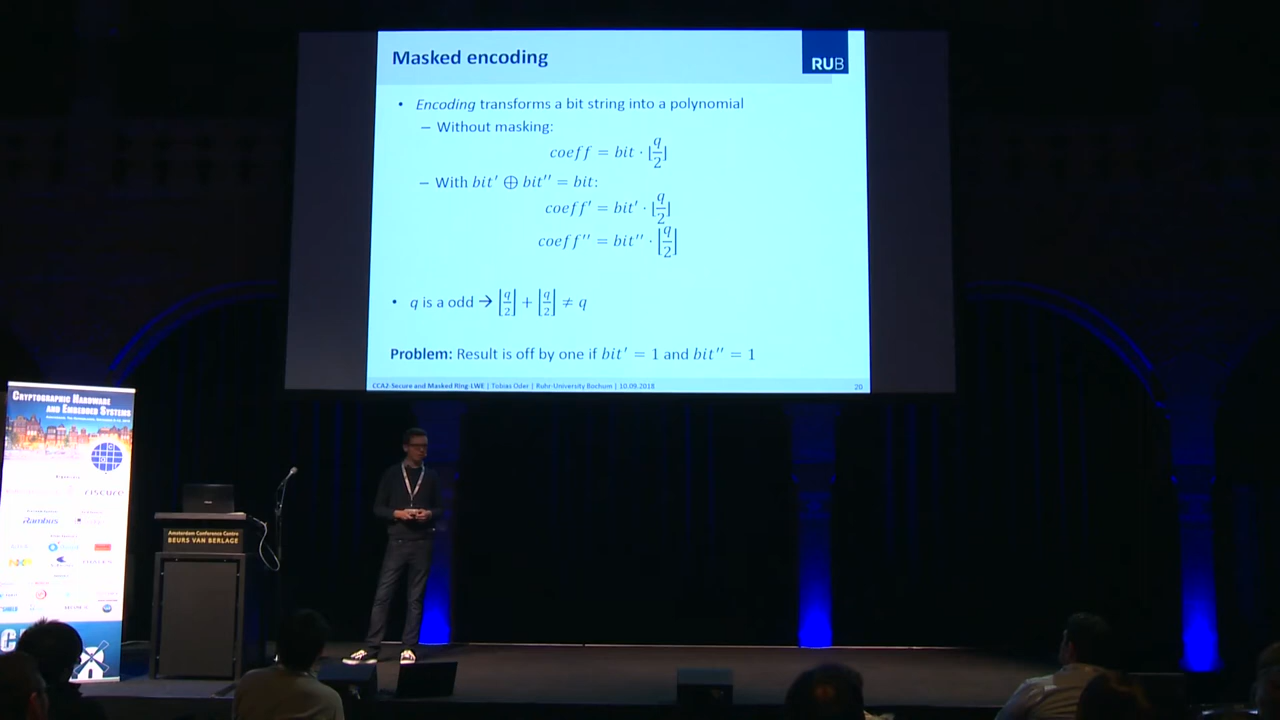 Masked encoding
RUB
• Encoding transforms a bit string into a polynomial
– Without masking:
coeff = bit · ⌊q/2⌋
– With bit′ ⊕ bit′′ = bit:
coeff′ = bit′ · ⌊q/2⌋
coeff′′ = bit′′ · ⌊q/2⌋
• q is a odd → ⌊q/2⌋ + ⌊q/2⌋ ≠ q
Problem: Result is off by one if bit′ = 1 and bit′′ = 1
CCA2-Secure and Masked Ring-LWE | Tobias Oder | Ruhr-University Bochum | 10.09.2018
20
Cryptographic Hardware
and Embedded Systems
riscure
Rambus
Amsterdam Conference Centre
BEURS VAN BERLAGE